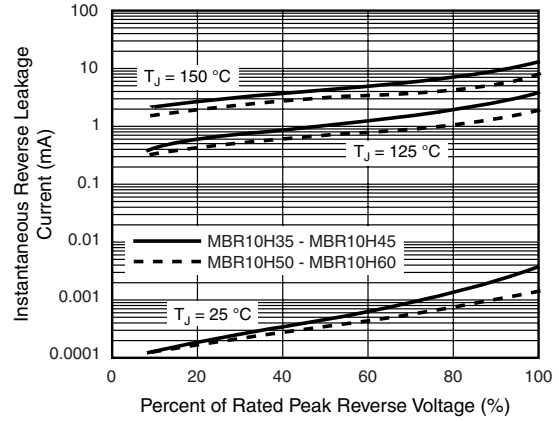 100
10
1
0.1
0.01
0.001
0.0001
Instantaneous Reverse Leakage
Current (mA)
T_J = 150 °C
T_J = 125 °C
MBR10H35 - MBR10H45
MBR10H50 - MBR10H60
T_J = 25 °C
0 20 40 60 80 100
Percent of Rated Peak Reverse Voltage (%)